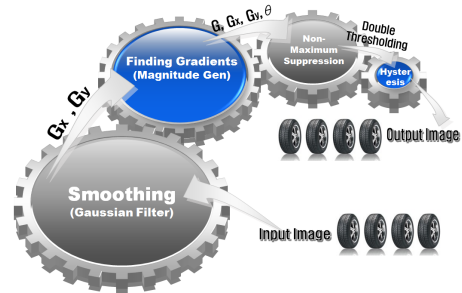 G, Gx, Gy, θ
Double
Thresholding
Non-
Maximum
Suppression
Finding Gradients
(Magnitude Gen)
Hyster
esis
Gx , Gy
Output Image
Smoothing
(Gaussian Filter)
Input Image